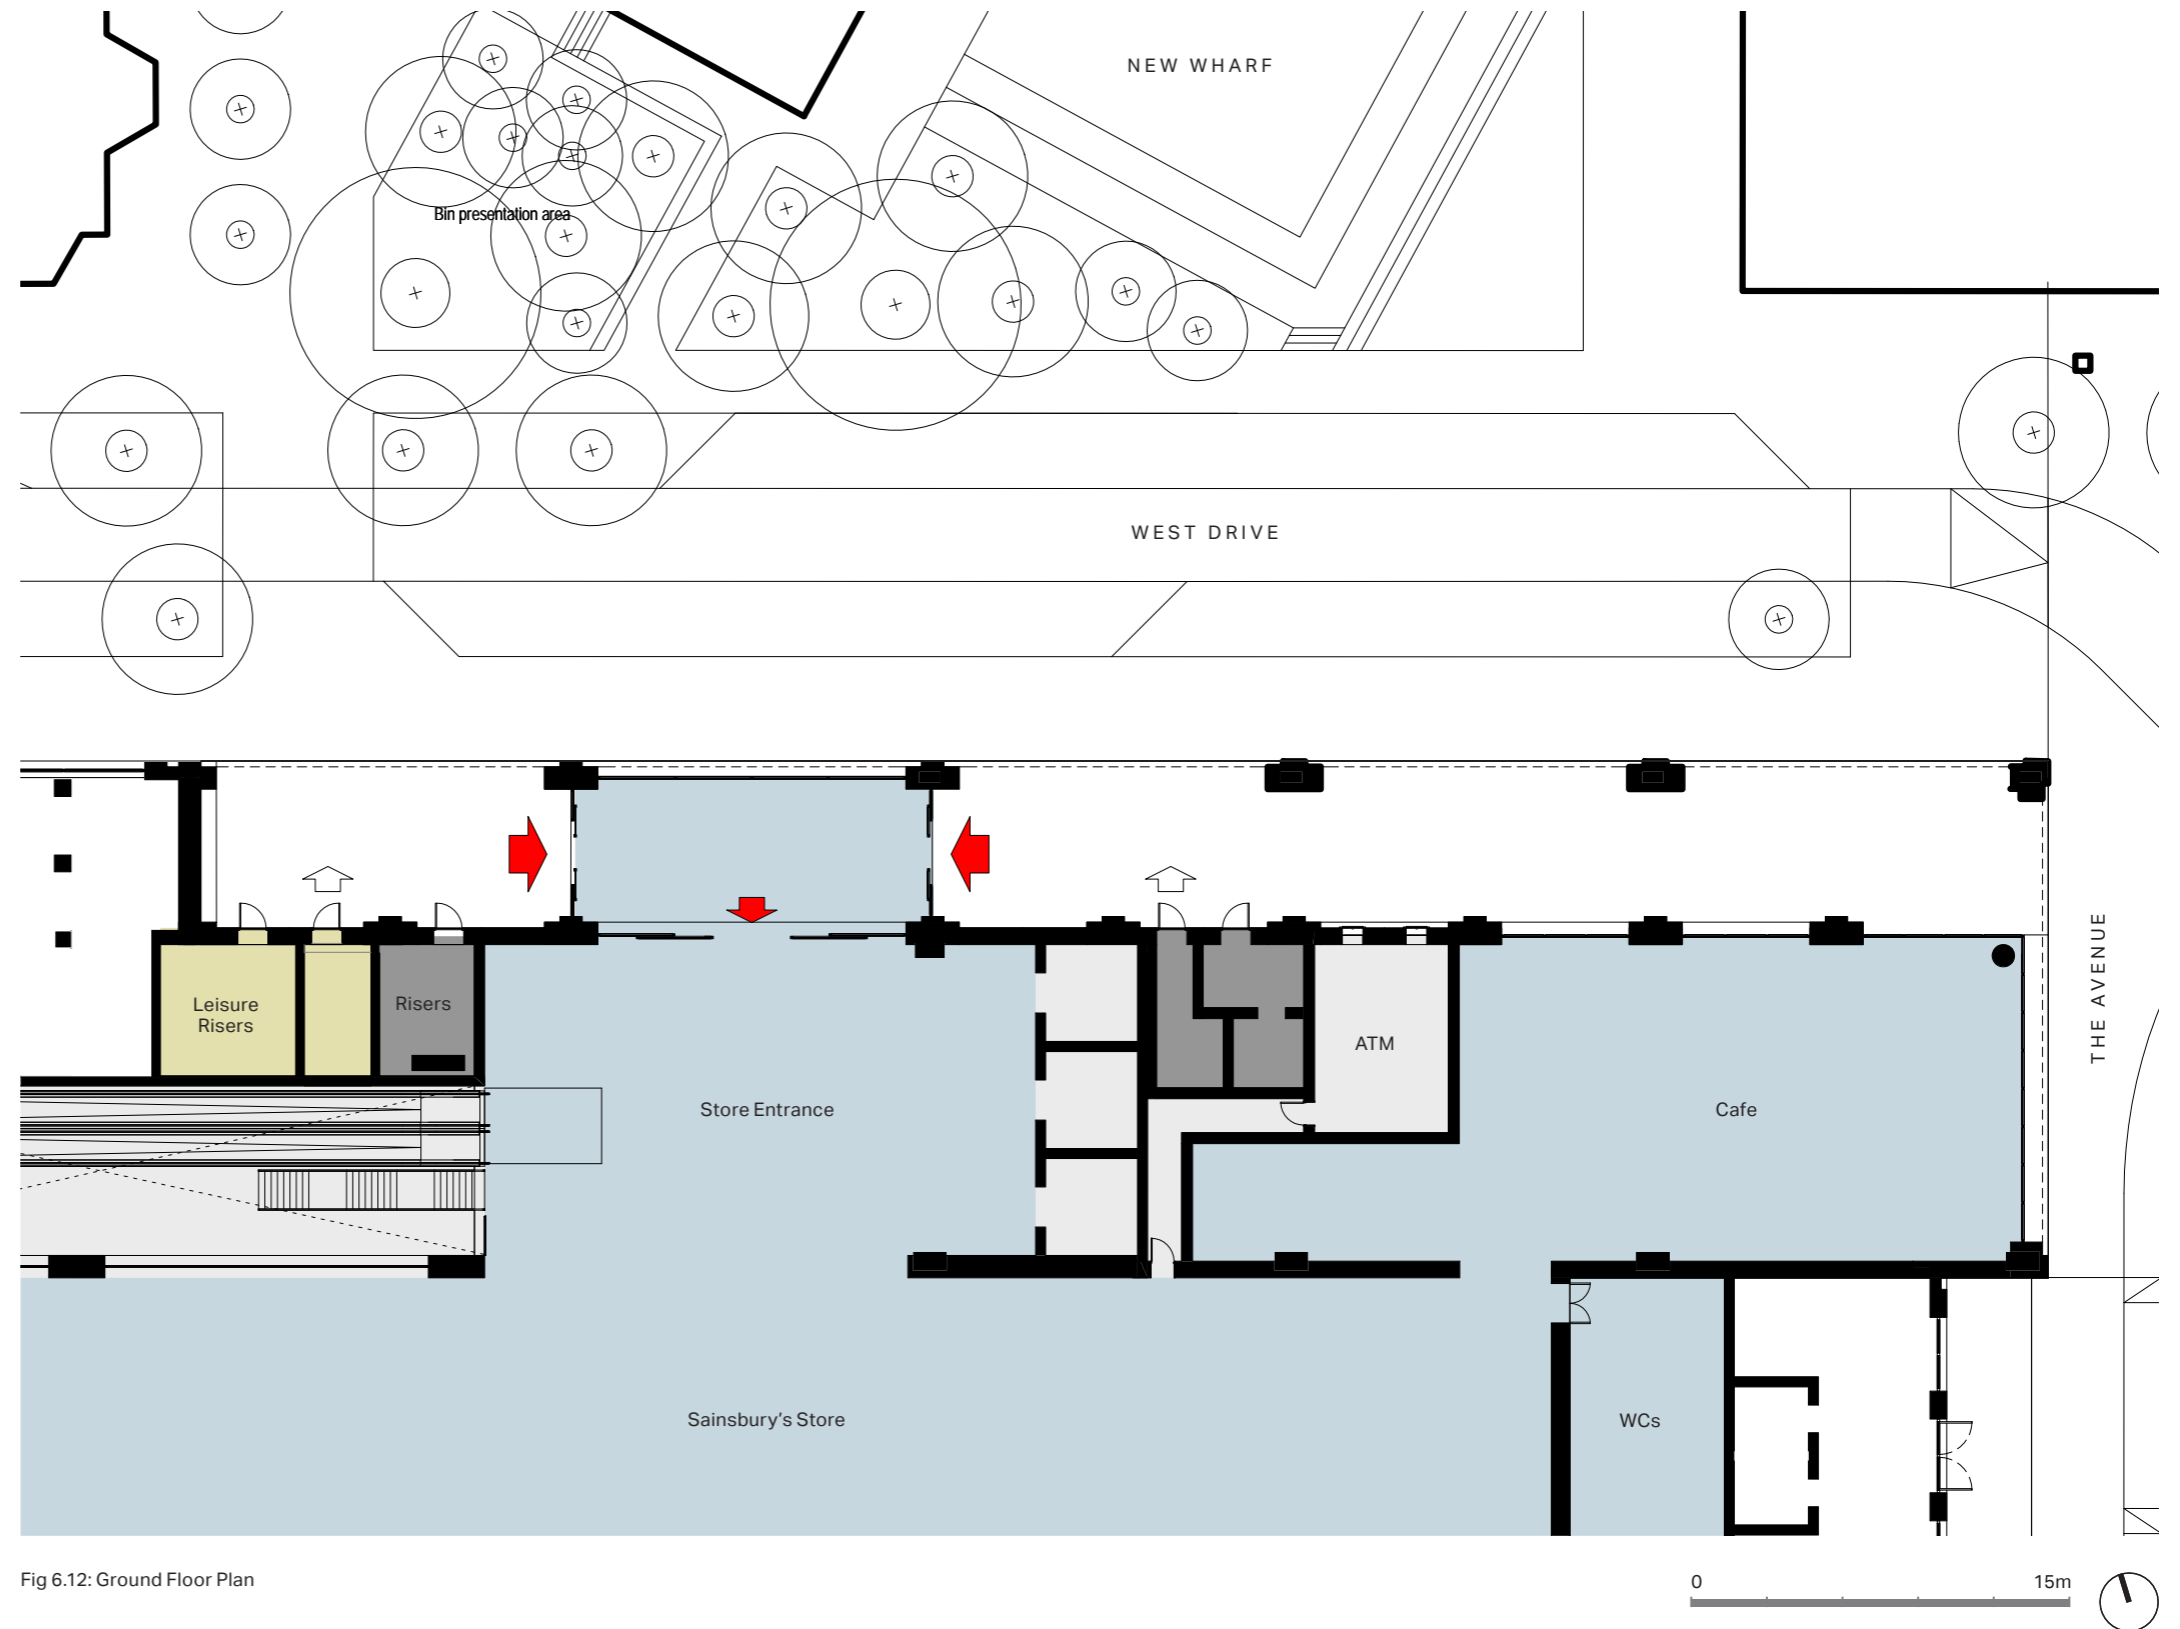 NEW WHARF
Bin presentation area
WEST DRIVE
THE AVENUE
Leisure
Risers
Risers
ATM
Store Entrance
Cafe
Sainsbury's Store
WCs
Fig 6.12: Ground Floor Plan
0
15m